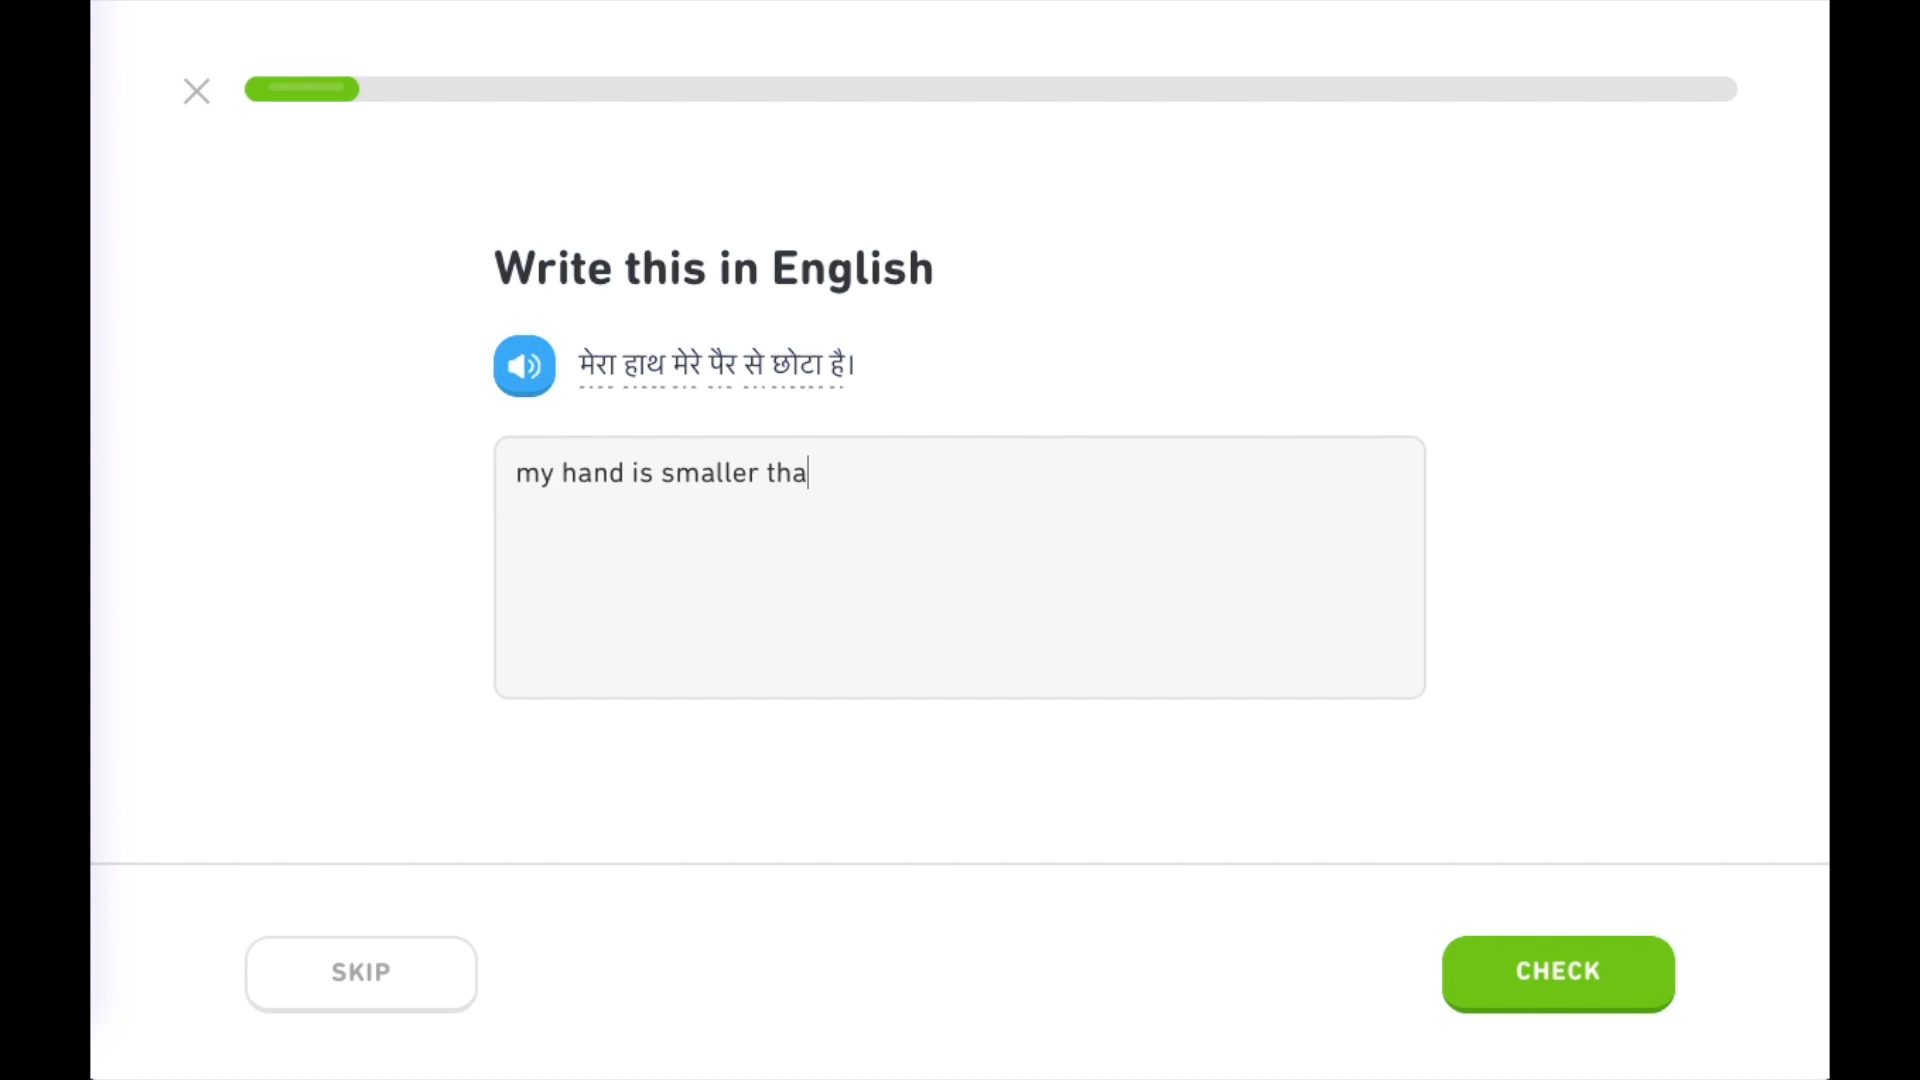 Write this in English
मेरा हाथ मेरे पैर से छोटा है।
my hand is smaller tha
SKIP
CHECK